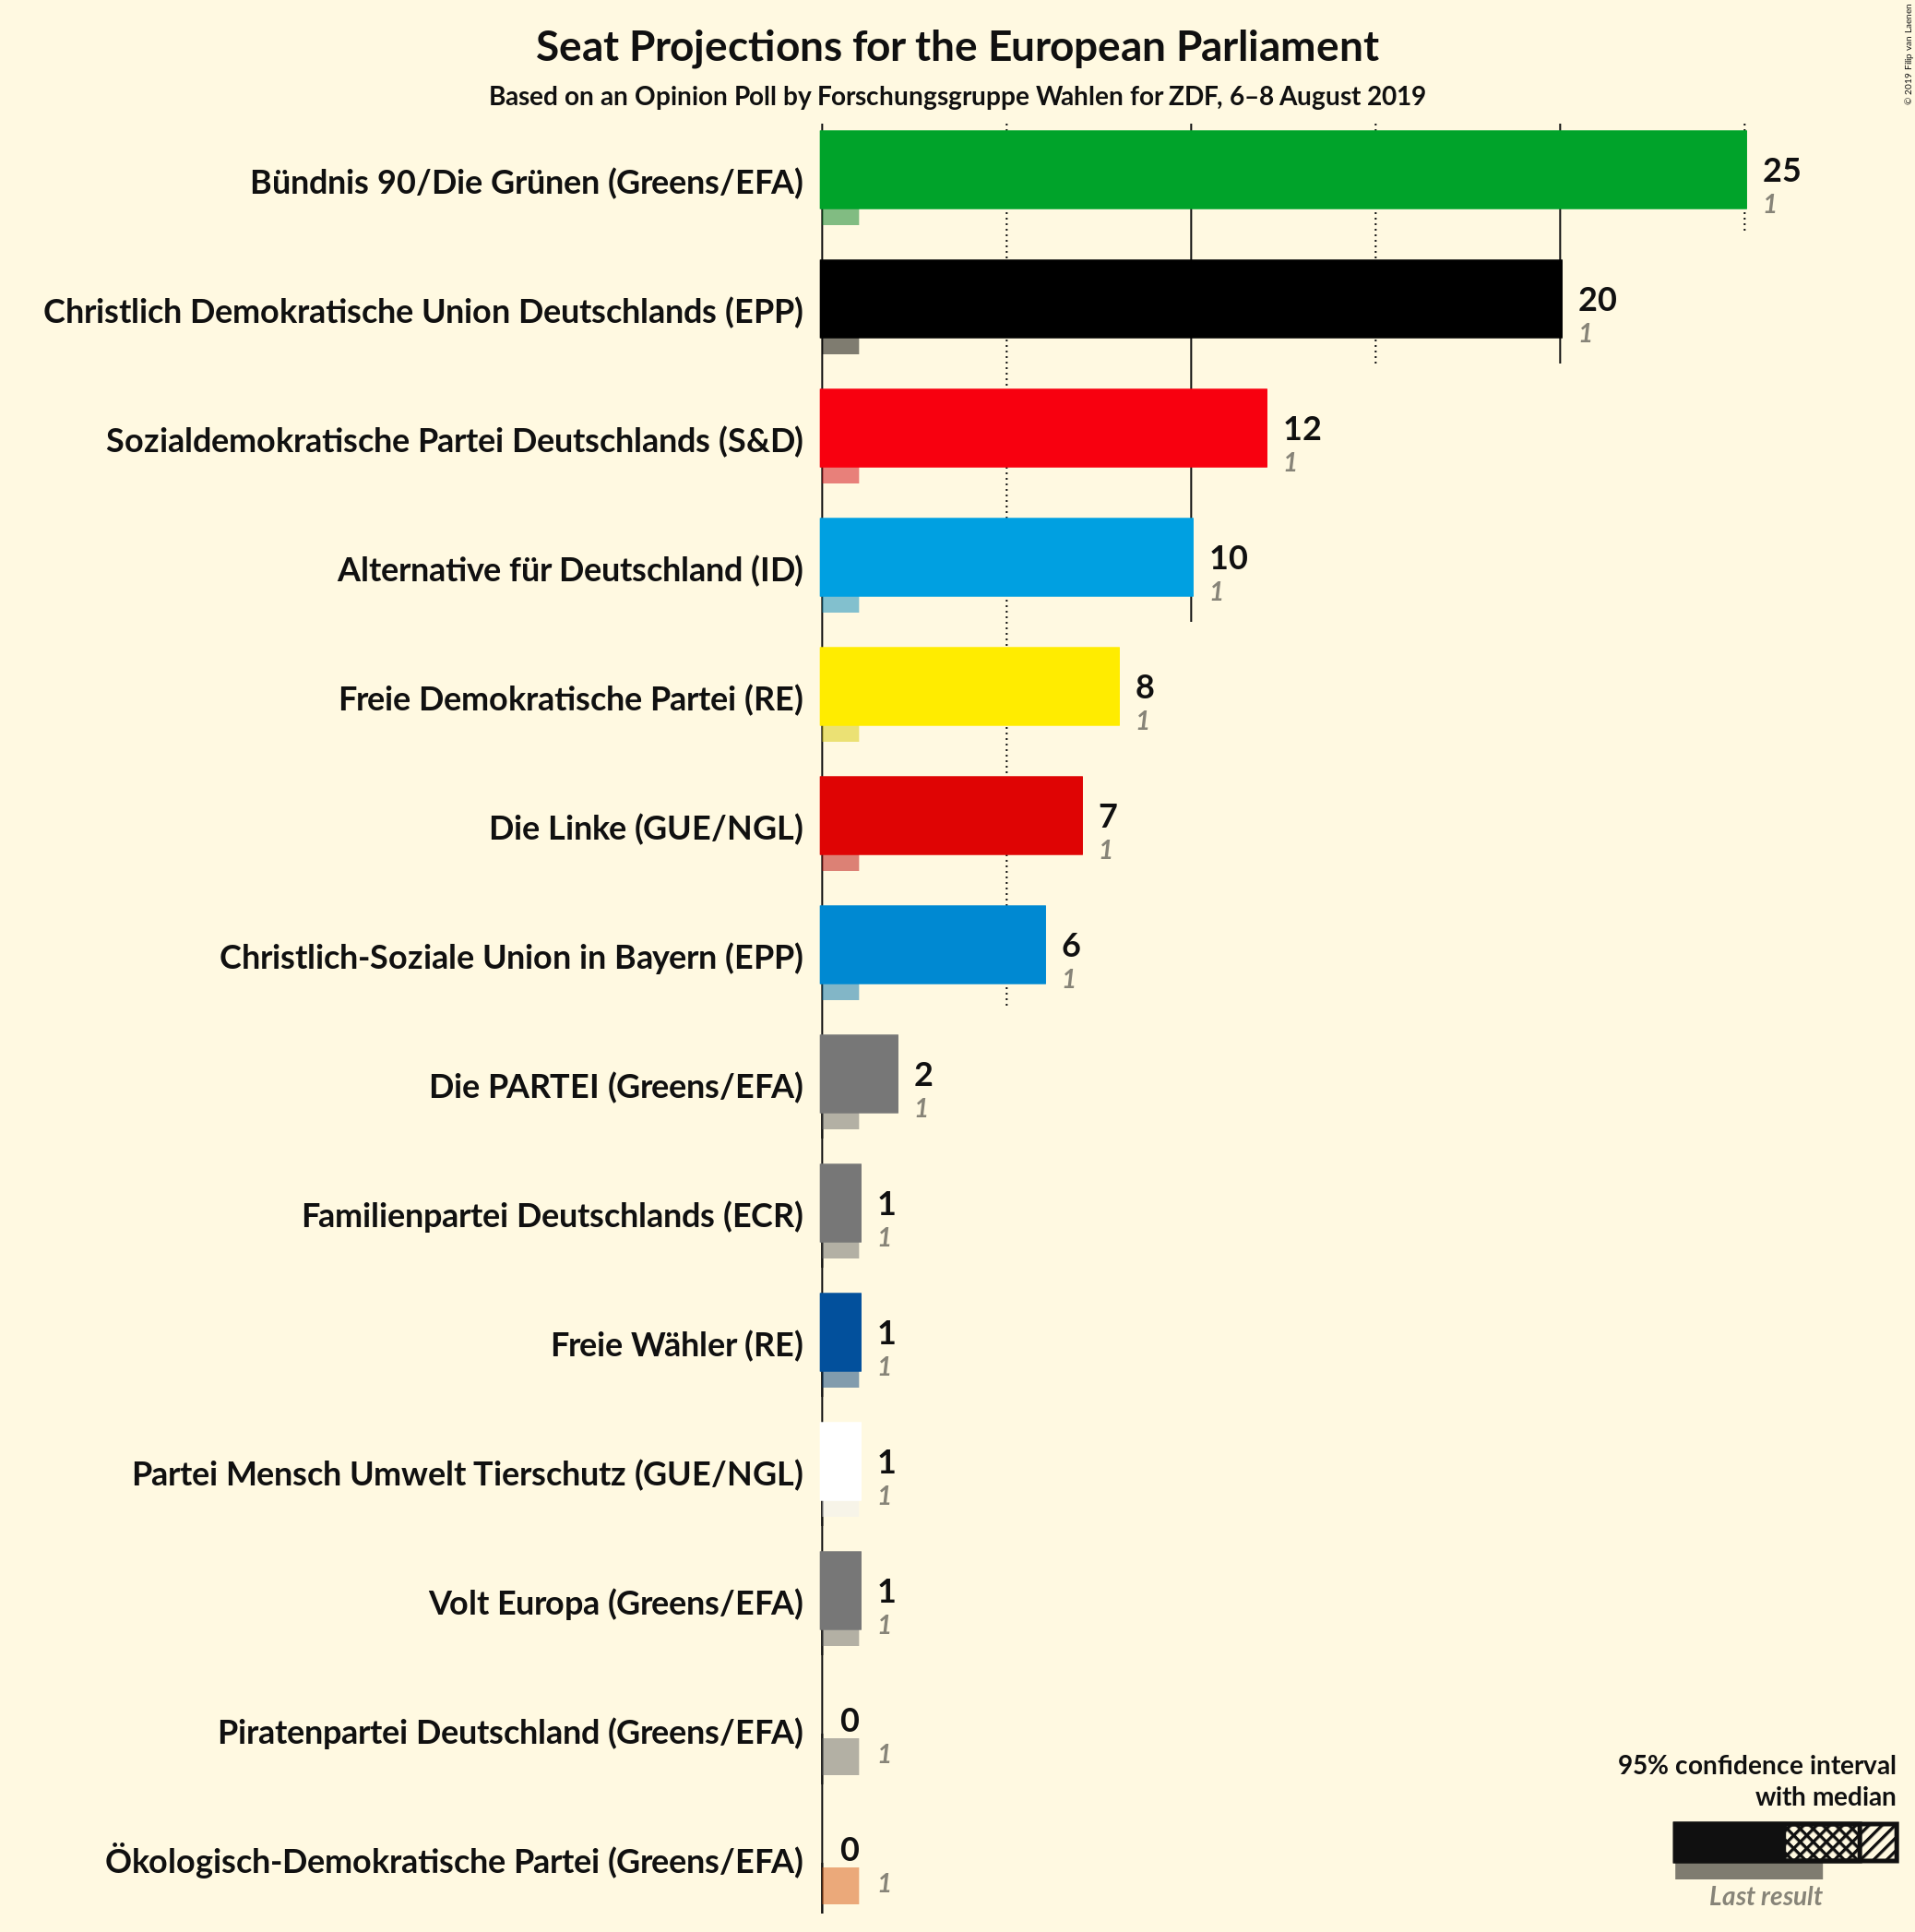 Seat Projections for the European Parliament
Based on an Opinion Poll by Forschungsgruppe Wahlen for ZDF, 6–8 August 2019
© 2019 Filip van Laenen
Bündnis 90/Die Grünen (Greens/EFA)
25
1
Christlich Demokratische Union Deutschlands (EPP)
20
1
Sozialdemokratische Partei Deutschlands (S&D)
12
1
Alternative für Deutschland (ID)
10
1
Freie Demokratische Partei (RE)
8
1
Die Linke (GUE/NGL)
7
1
Christlich-Soziale Union in Bayern (EPP)
6
1
Die PARTEI (Greens/EFA)
2
1
Familienpartei Deutschlands (ECR)
1
1
Freie Wähler (RE)
1
1
Partei Mensch Umwelt Tierschutz (GUE/NGL)
1
1
Volt Europa (Greens/EFA)
1
1
Piratenpartei Deutschland (Greens/EFA)
0
1
Ökologisch-Demokratische Partei (Greens/EFA)
0
1
95% confidence interval
with median
Last result